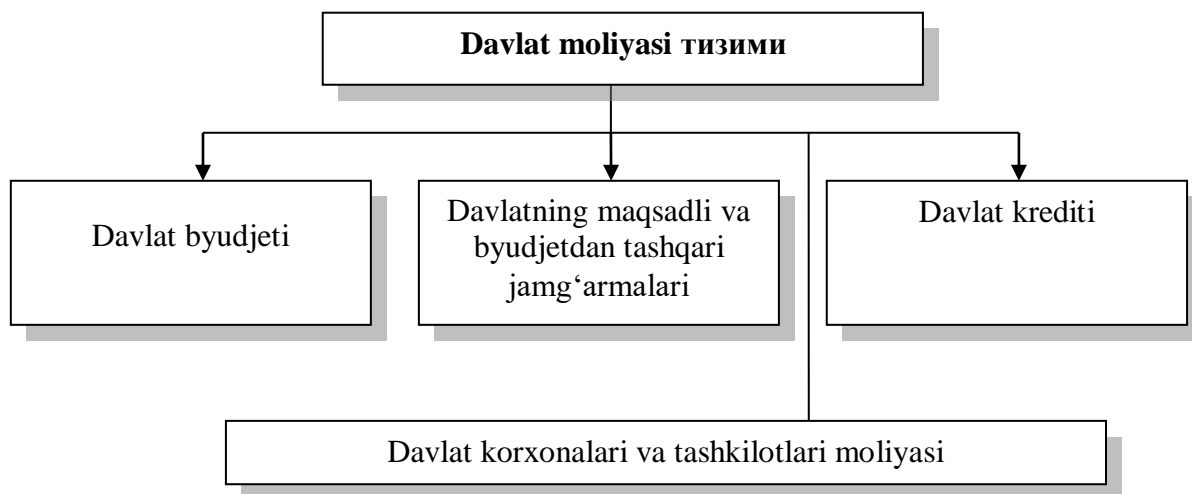 Davlat moliyasi тизими
Davlat byudjeti
Davlatning maqsadli va
byudjetdan tashqari
jamg‘armalari
Davlat krediti
Davlat korxonalari va tashkilotlari moliyasi